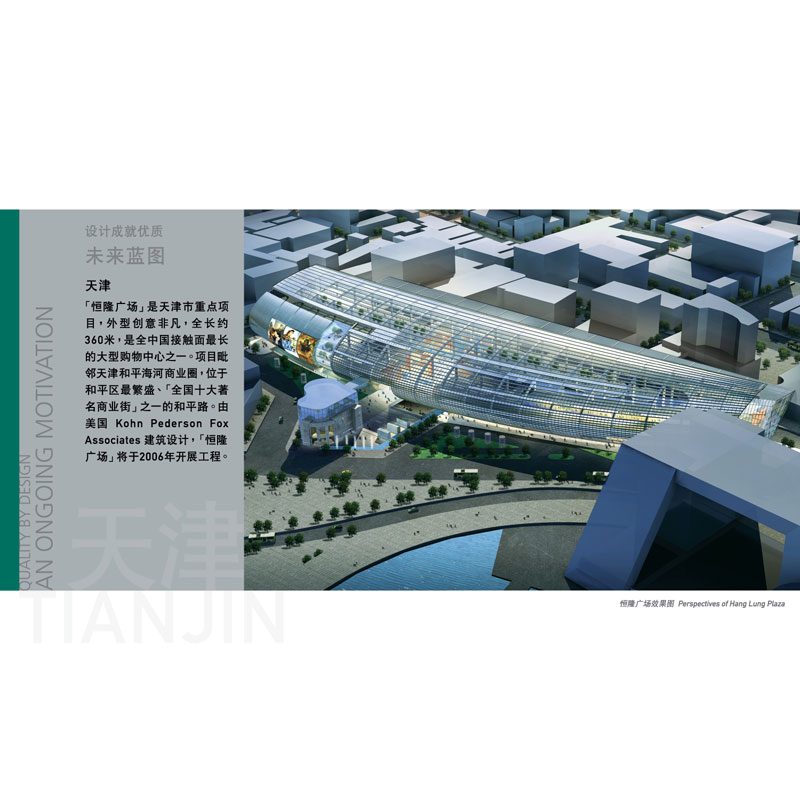 设计成就优质
未来蓝图
天津
「恒隆广场」是天津市重点项
目，外型创意非凡，全长约
360米，是全中国接触面最长
的大型购物中心之一。项目毗
邻天津和平海河商业圈，位于
和平区最繁盛、「全国十大著
名商业街」之一的和平路。由
美国 Kohn Pederson Fox
Associates 建筑设计，「恒隆
广场」将于2006年开展工程。
QUALITY BY DESIGN
AN ONGOING MOTIVATION
天津
TIANJIN
恒隆广场效果图 Perspectives of Hang Lung Plaza